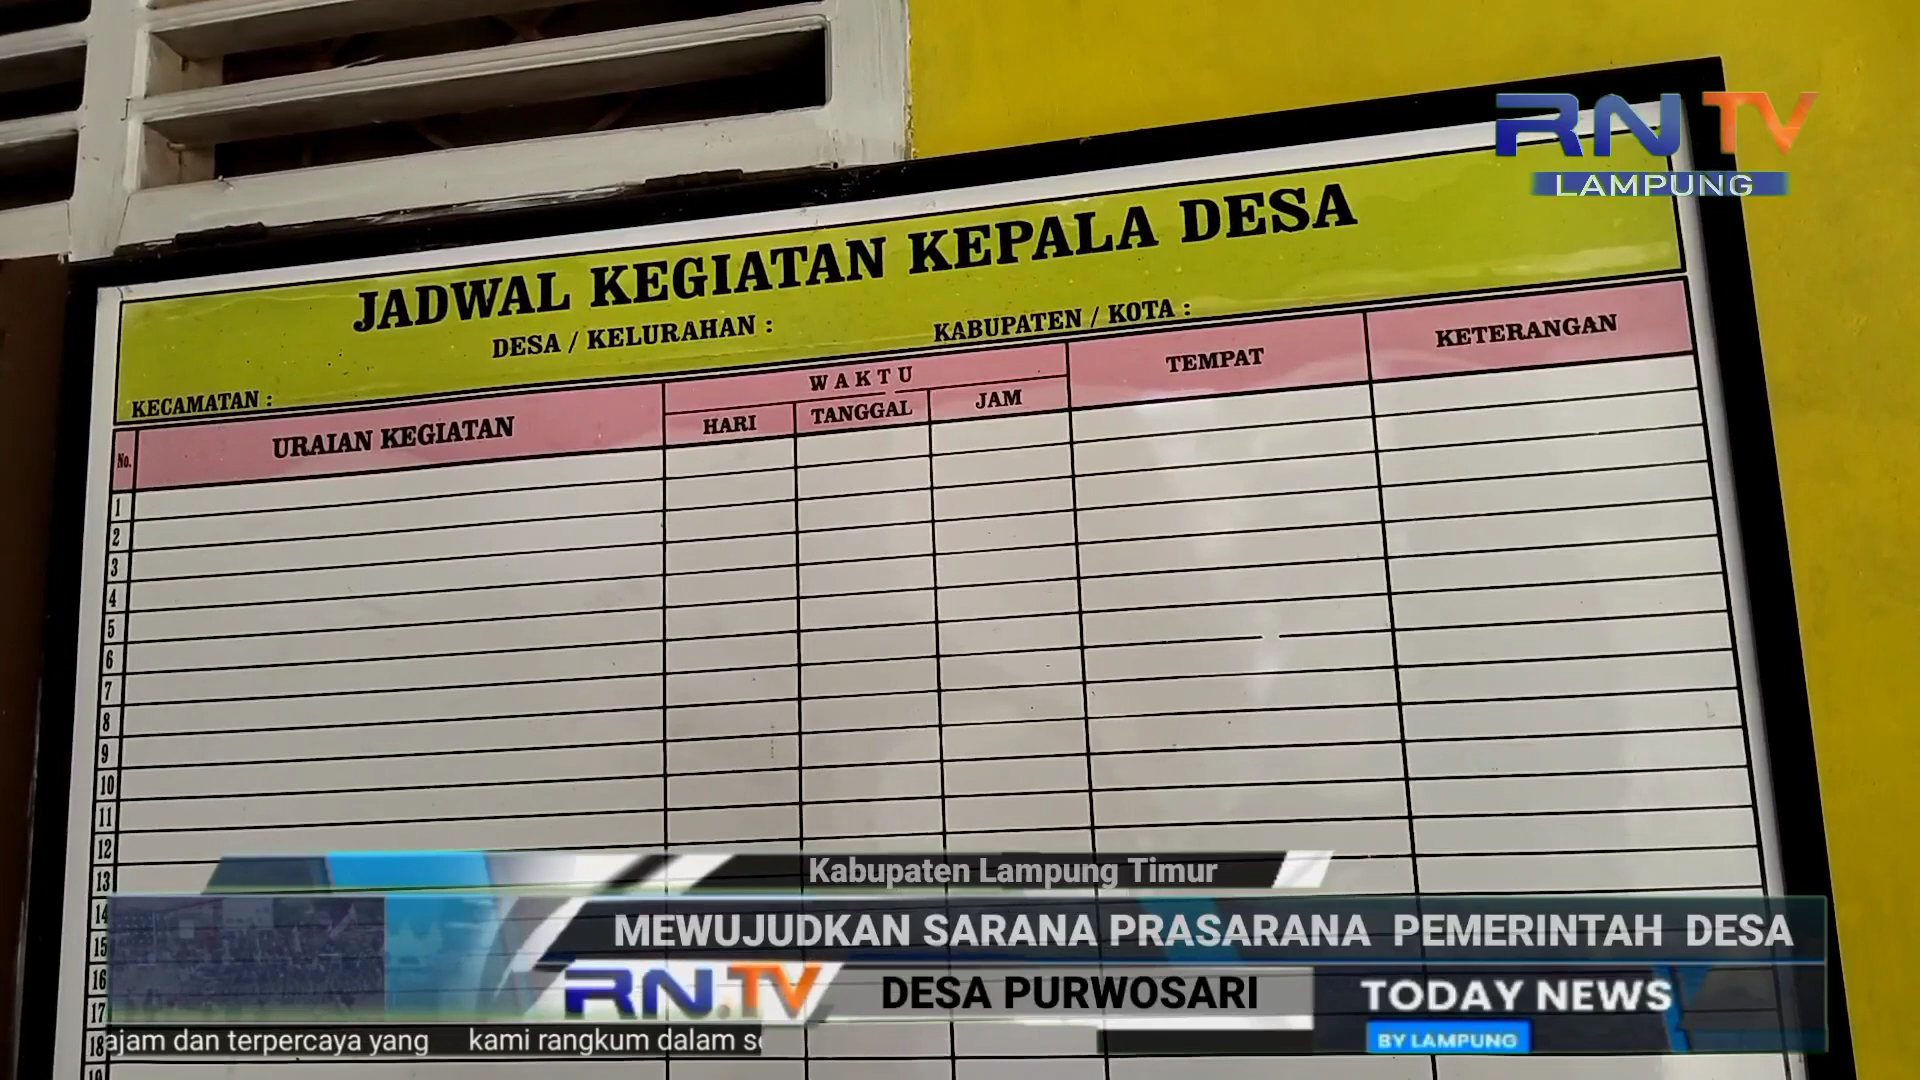 RN TV
LAMPUNG
JADWAL KEGIATAN KEPALA DESA
DESA / KELURAHAN :
KABUPATEN / KOTA :
KECAMATAN :
No.
URAIAN KEGIATAN
WAKTU
HARI
TANGGAL
JAM
TEMPAT
KETERANGAN
1
2
3
4
5
6
7
8
9
10
11
12
13
14
15
16
17
18
19
Kabupaten Lampung Timur
MEWUJUDKAN SARANA PRASARANA PEMERINTAH DESA
RN.TV
DESA PURWOSARI
TODAY NEWS
BY LAMPUNG
ajam dan terpercaya yang kami rangkum dalam